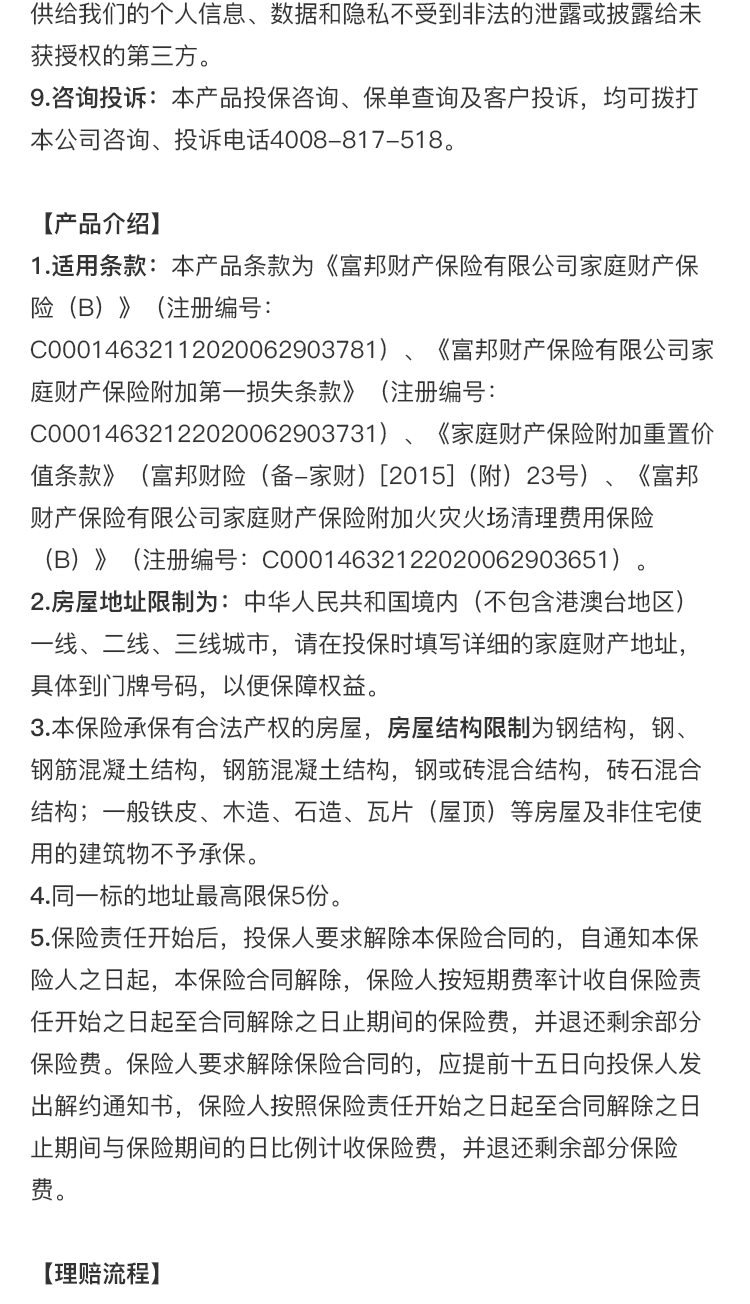 供给我们的个人信息、数据和隐私不受到非法的泄露或披露给未
获授权的第三方。
9.咨询投诉：本产品投保咨询、保单查询及客户投诉，均可拨打
本公司咨询、投诉电话4008-817-518。
【产品介绍】
1.适用条款：本产品条款为《富邦财产保险有限公司家庭财产保
险（B）》（注册编号：
C00014632112020062903781）、《富邦财产保险有限公司家
庭财产保险附加第一损失条款》（注册编号：
C00014632122020062903731）、《家庭财产保险附加重置价
值条款》（富邦财险（备-家财）[2015]（附）23号）、《富邦
财产保险有限公司家庭财产保险附加火灾火场清理费用保险
（B）》（注册编号：C00014632122020062903651）。
2.房屋地址限制为：中华人民共和国境内（不包含港澳台地区）
一线、二线、三线城市，请在投保时填写详细的家庭财产地址，
具体到门牌号码，以便保障权益。
3.本保险承保有合法产权的房屋，房屋结构限制为钢结构，钢、
钢筋混凝土结构，钢筋混凝土结构，钢或砖混合结构，砖石混合
结构；一般铁皮、木造、石造、瓦片（屋顶）等房屋及非住宅使
用的建筑物不予承保。
4.同一标的地址最高限保5份。
5.保险责任开始后，投保人要求解除本保险合同的，自通知本保
险人之日起，本保险合同解除，保险人按短期费率计收自保险责
任开始之日起至合同解除之日止期间的保险费，并退还剩余部分
保险费。保险人要求解除保险合同的，应提前十五日向投保人发
出解约通知书，保险人按照保险责任开始之日起至合同解除之日
止期间与保险期间的日比例计收保险费，并退还剩余部分保险
费。
【理赔流程】